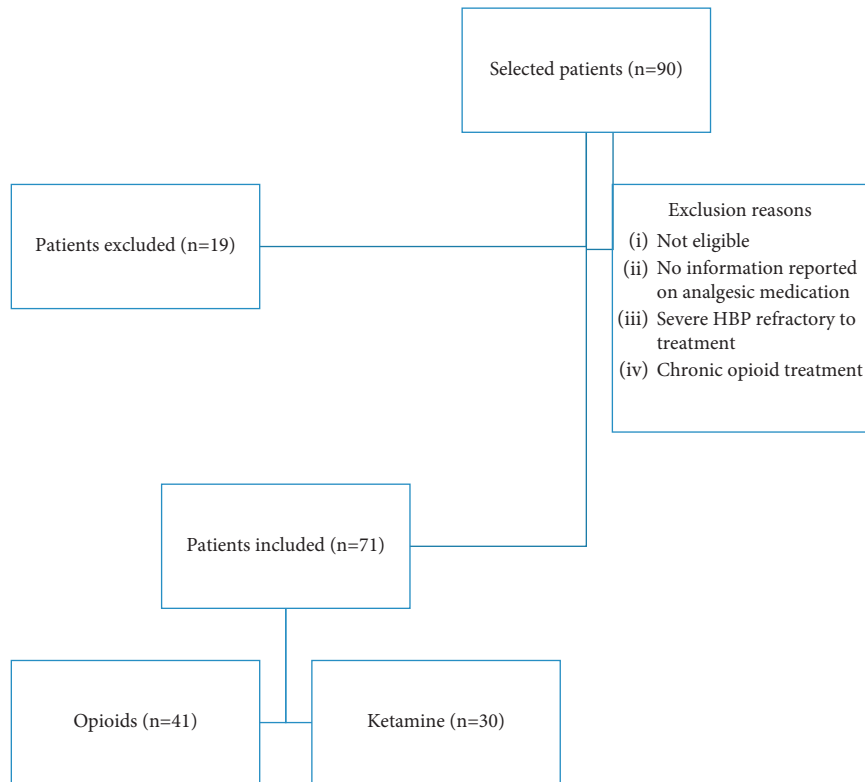 Selected patients (n=90)
Patients excluded (n=19)
Exclusion reasons
(i) Not eligible
(ii) No information reported
on analgesic medication
(iii) Severe HBP refractory to
treatment
(iv) Chronic opioid treatment
Patients included (n=71)
Opioids (n=41)
Ketamine (n=30)